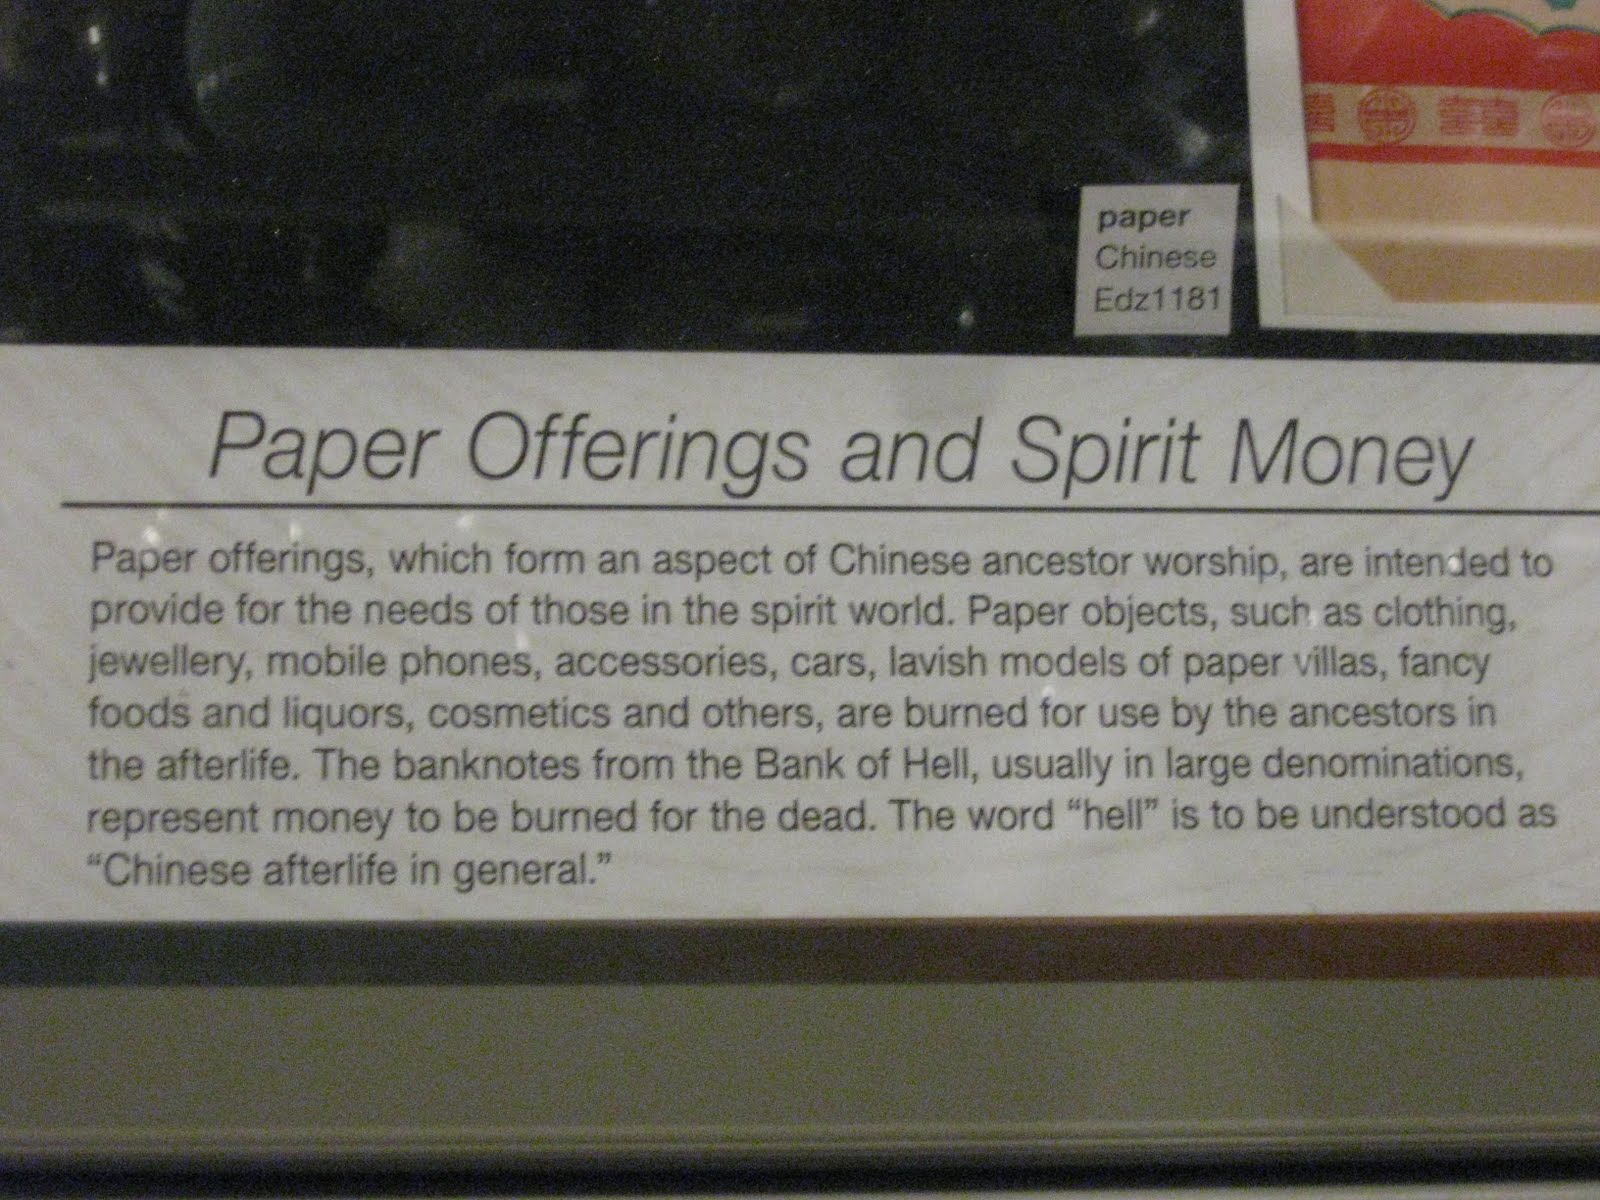 paper
Chinese
Edz1181
Paper Offerings and Spirit Money
Paper offerings, which form an aspect of Chinese ancestor worship, are intended to
provide for the needs of those in the spirit world. Paper objects, such as clothing,
jewellery, mobile phones, accessories, cars, lavish models of paper villas, fancy
foods and liquors, cosmetics and others, are burned for use by the ancestors in
the afterlife. The banknotes from the Bank of Hell, usually in large denominations,
represent money to be burned for the dead. The word “hell” is to be understood as
“Chinese afterlife in general.”